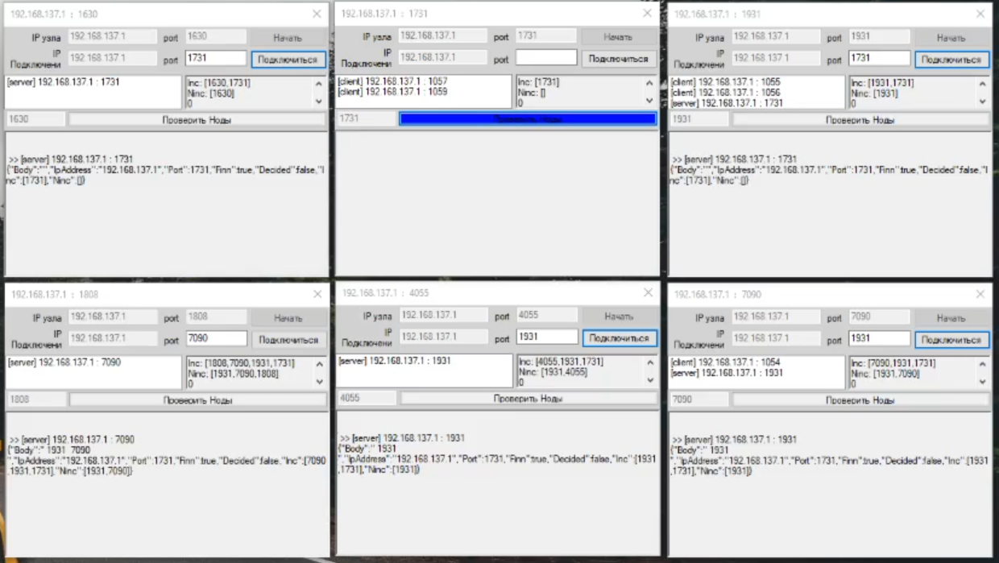 192.168.137.1 : 1630
IP узла 192.168.137.1 port 1630 Начать
IP
Подключени 192.168.137.1 port 1731 Подключиться
[server] 192.168.137.1 : 1731
Inc: [1630,1731]
Ninc: [1630]
0
1630 Проверить Ноды
>> [server] 192.168.137.1 : 1731
{"Body":"","IpAddress":"192.168.137.1","Port":1731,"Finn":true,"Decided":false,"I
nc":[1731],"Ninc":[]}
192.168.137.1 : 1731
IP узла 192.168.137.1 port 1731 Начать
IP
Подключени 192.168.137.1 port Подключиться
[client] 192.168.137.1 : 1057
[client] 192.168.137.1 : 1059
Inc: [1731]
Ninc: []
0
1731 Проверить Ноды
192.168.137.1 : 1931
IP узла 192.168.137.1 port 1931 Начать
IP
Подключени 192.168.137.1 port 1731 Подключиться
[client] 192.168.137.1 : 1055
[client] 192.168.137.1 : 1056
[server] 192.168.137.1 : 1731
Inc: [1931,1731]
Ninc: [1931]
0
1931 Проверить Ноды
>> [server] 192.168.137.1 : 1731
{"Body":"","IpAddress":"192.168.137.1","Port":1731,"Finn":true,"Decided":false,"I
nc":[1731],"Ninc":[]}
192.168.137.1 : 1808
IP узла 192.168.137.1 port 1808 Начать
IP
Подключени 192.168.137.1 port 7090 Подключиться
[server] 192.168.137.1 : 7090
Inc: [1808,7090,1931,1731]
Ninc: [1931,7090,1808]
0
1808 Проверить Ноды
>> [server] 192.168.137.1 : 7090
{"Body":" 1931 7090
","IpAddress":"192.168.137.1","Port":1731,"Finn":true,"Decided":false,"Inc":[7090
,1931,1731],"Ninc":[1931,7090]}
192.168.137.1 : 4055
IP узла 192.168.137.1 port 4055 Начать
IP
Подключени 192.168.137.1 port 1931 Подключиться
[server] 192.168.137.1 : 1931
Inc: [4055,1931,1731]
Ninc: [1931,4055]
0
4055 Проверить Ноды
>> [server] 192.168.137.1 : 1931
{"Body":" 1931
","IpAddress":"192.168.137.1","Port":1731,"Finn":true,"Decided":false,"Inc":[1931
,1731],"Ninc":[1931]}
192.168.137.1 : 7090
IP узла 192.168.137.1 port 7090 Начать
IP
Подключени 192.168.137.1 port 1931 Подключиться
[client] 192.168.137.1 : 1054
[server] 192.168.137.1 : 1931
Inc: [7090,1931,1731]
Ninc: [1931,7090]
0
7090 Проверить Ноды
>> [server] 192.168.137.1 : 1931
{"Body":" 1931
","IpAddress":"192.168.137.1","Port":1731,"Finn":true,"Decided":false,"Inc":[1931
,1731],"Ninc":[1931]}